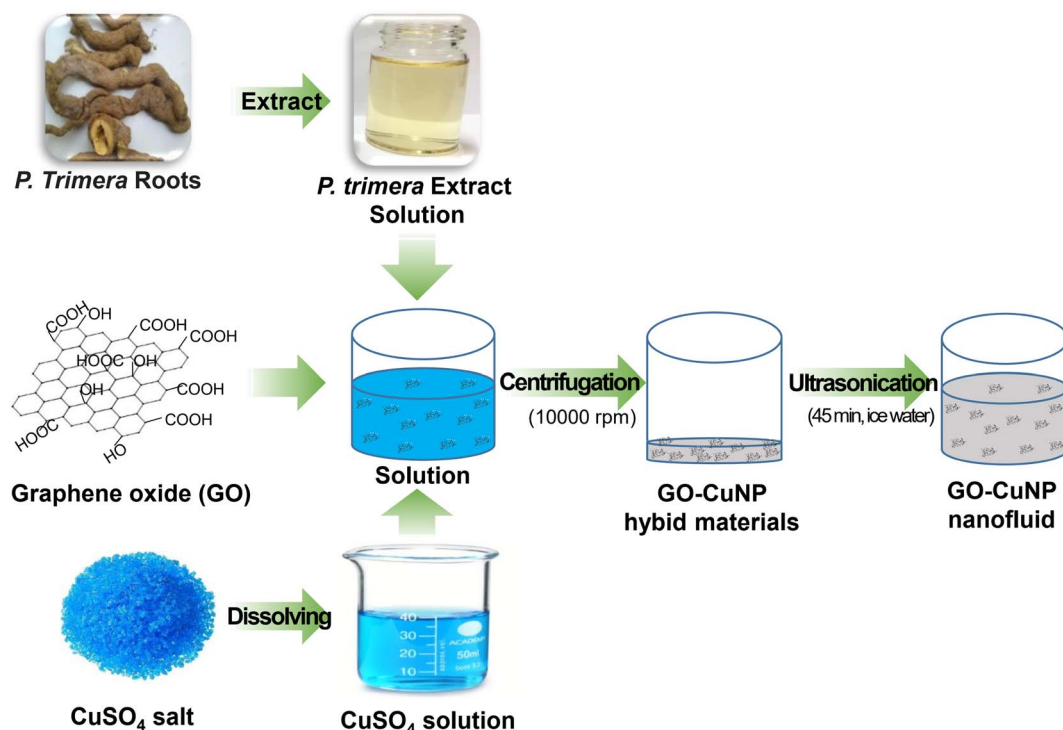 Extract
P. Trimera Roots
P. trimera Extract
Solution
COOH
OH
COOH
COOH
HOOC
OH
OH
COOH
COOH
HOOC
HO
Graphene oxide (GO)
Solution
Centrifugation
(10000 rpm)
GO-CuNP
hybid materials
Ultrasonication
(45 min, ice water)
GO-CuNP
nanofluid
Dissolving
CuSO₄ salt
40
30
20
10
ACADEMY
50ml
CuSO₄ solution